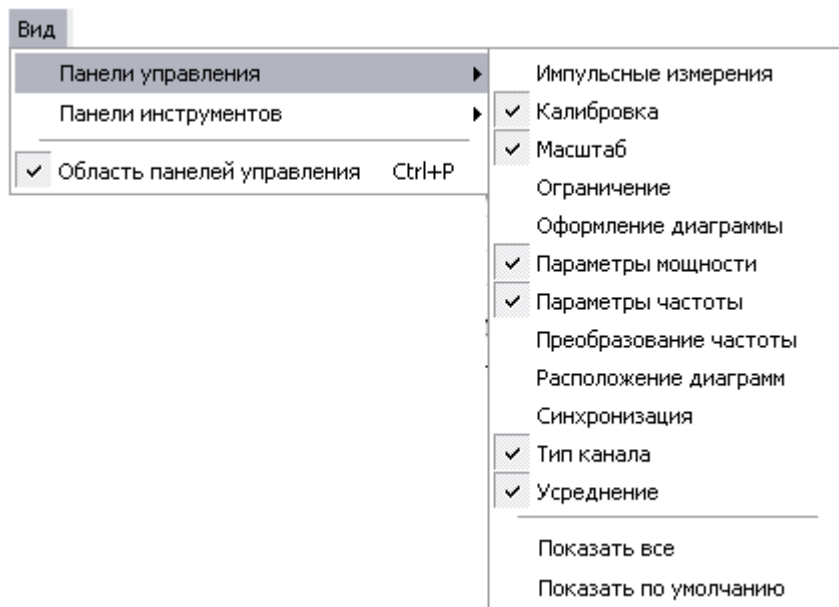 Вид
Панели управления
Панели инструментов
Область панелей управления Ctrl+P
Импульсные измерения
Калибровка
Масштаб
Ограничение
Оформление диаграммы
Параметры мощности
Параметры частоты
Преобразование частоты
Расположение диаграмм
Синхронизация
Тип канала
Усреднение
Показать все
Показать по умолчанию